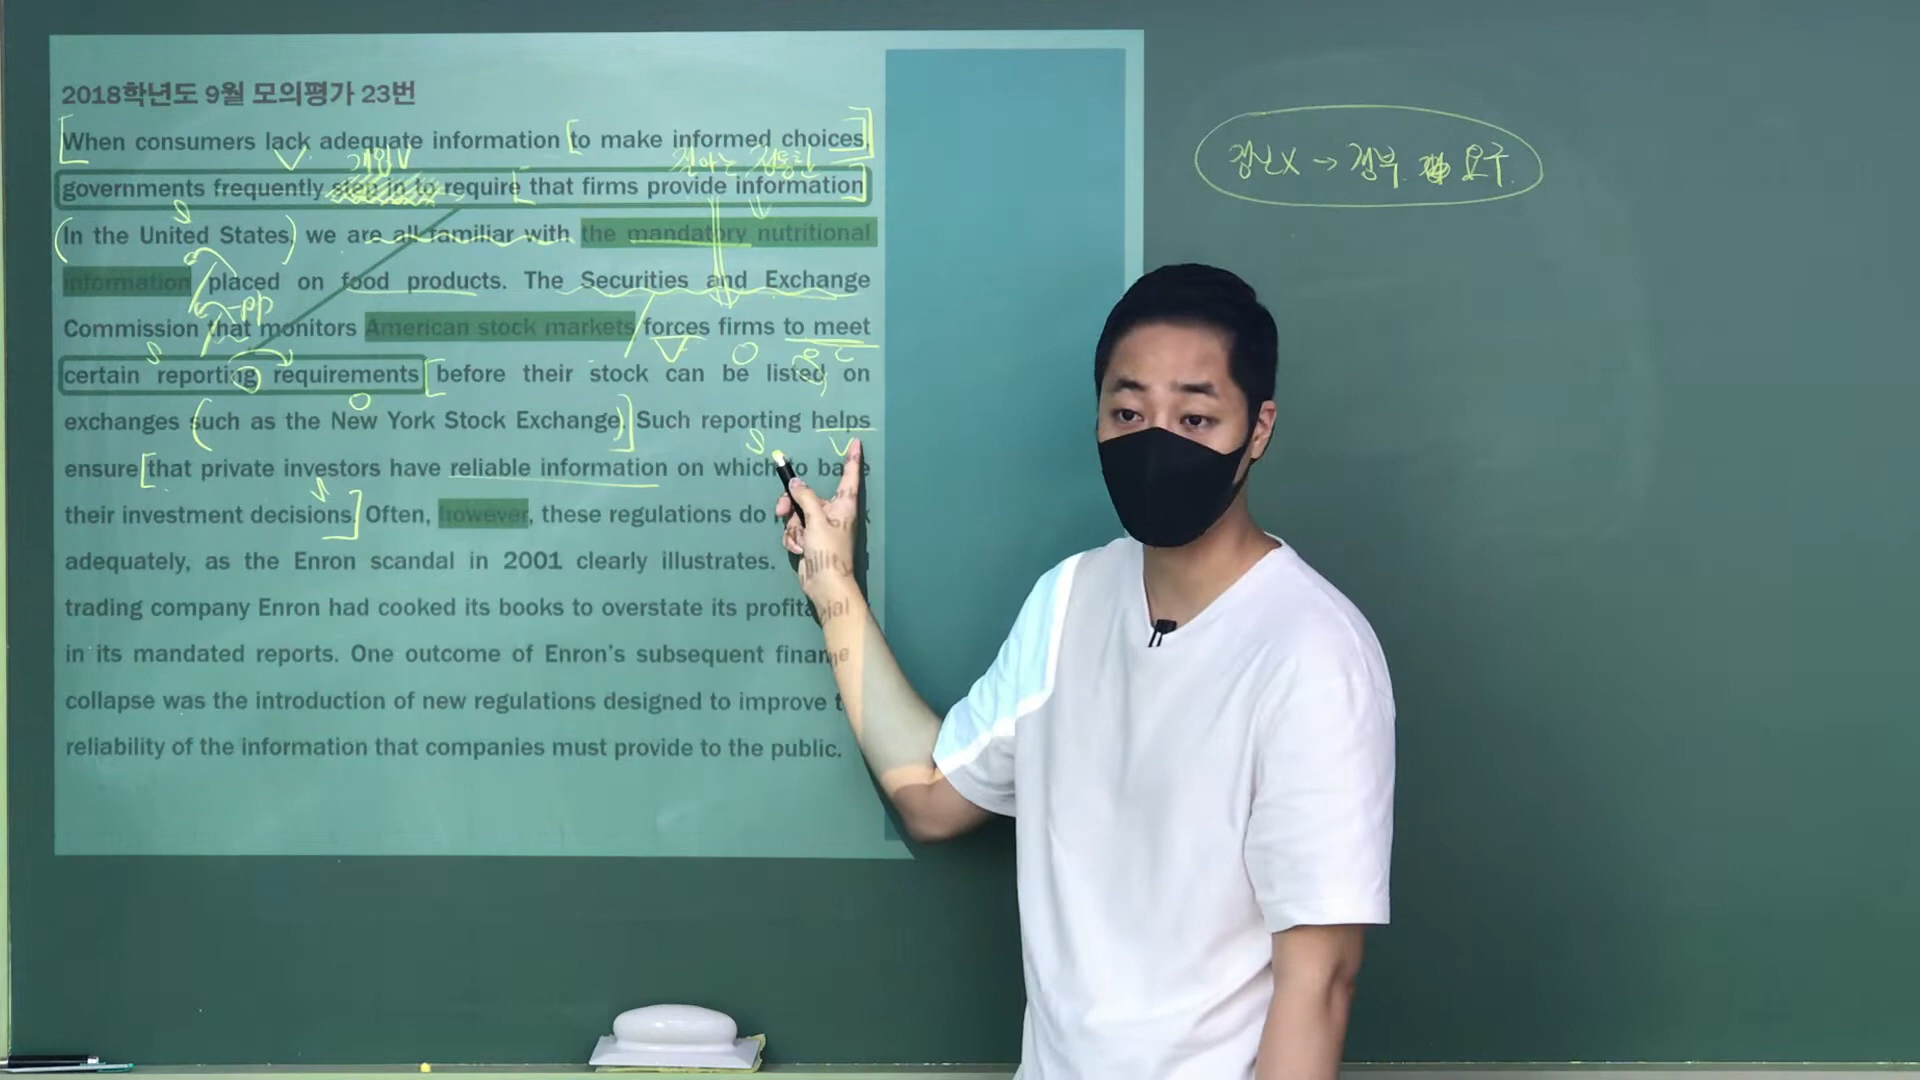 2018학년도 9월 모의평가 23번
When consumers lack adequate information to make informed choices,
개입V
governments frequently step in to require that firms provide information
In the United States, we are all familiar with the mandatory nutritional
information placed on food products. The Securities and Exchange
-pp
Commission that monitors American stock markets forces firms to meet
certain reporting requirements before their stock can be listed on
exchanges such as the New York Stock Exchange. Such reporting helps
ensure that private investors have reliable information on which to base
their investment decisions. Often, however, these regulations do
adequately, as the Enron scandal in 2001 clearly illustrates.
trading company Enron had cooked its books to overstate its
in its mandated reports. One outcome of Enron's subsequent
collapse was the introduction of new regulations designed to improve
reliability of the information that companies must provide to the public.
X → 정부 요구